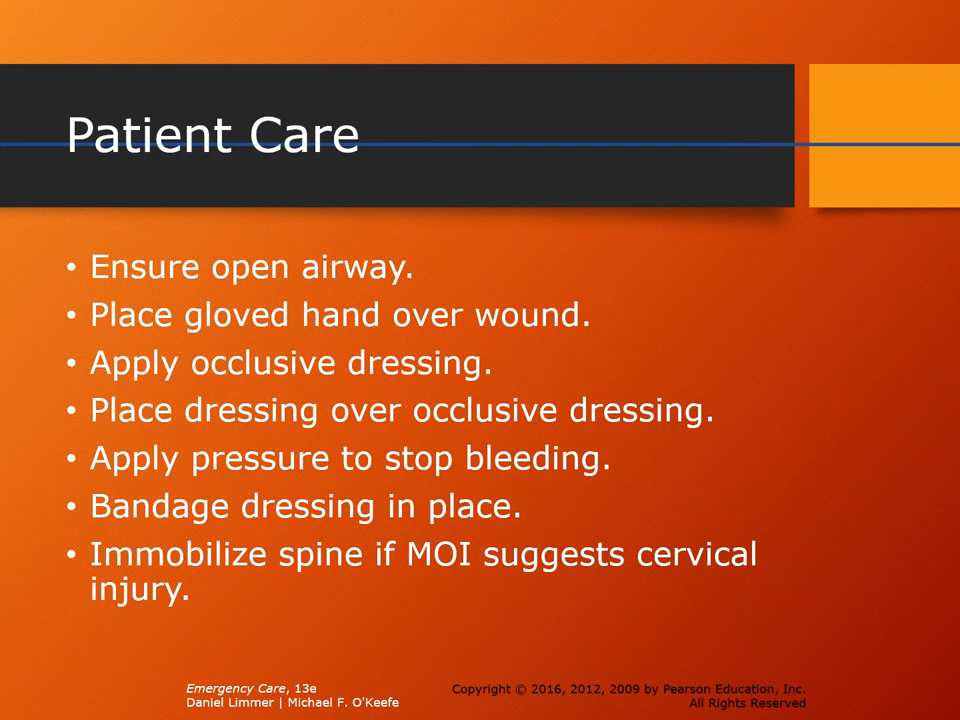 Patient Care
• Ensure open airway.
• Place gloved hand over wound.
• Apply occlusive dressing.
• Place dressing over occlusive dressing.
• Apply pressure to stop bleeding.
• Bandage dressing in place.
• Immobilize spine if MOI suggests cervical
injury.
Emergency Care, 13e
Daniel Limmer | Michael F. O'Keefe
Copyright © 2016, 2012, 2009 by Pearson Education, Inc.
All Rights Reserved